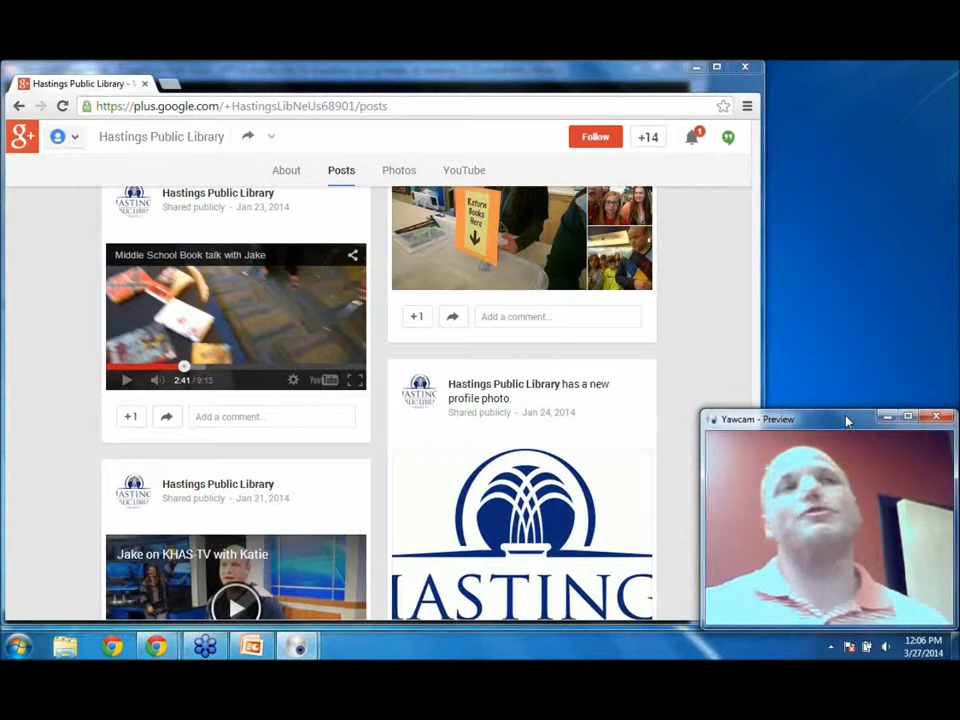 Hastings Public Library -
https://plus.google.com/+HastingsLibNeUs68901/posts
g+
Hastings Public Library
Follow
+14
1
About
Posts
Photos
YouTube
Hastings Public Library
Shared publicly - Jan 23, 2014
Middle School Book talk with Jake
2:41 / 9:13
YouTube
+1
Add a comment...
Hastings Public Library
Shared publicly - Jan 21, 2014
Jake on KHAS-TV with Katie
Return
Books
Here
+1
Add a comment...
Hastings Public Library has a new
profile photo.
Shared publicly - Jan 24, 2014
HASTING
Yawcam - Preview
12:06 PM
3/27/2014